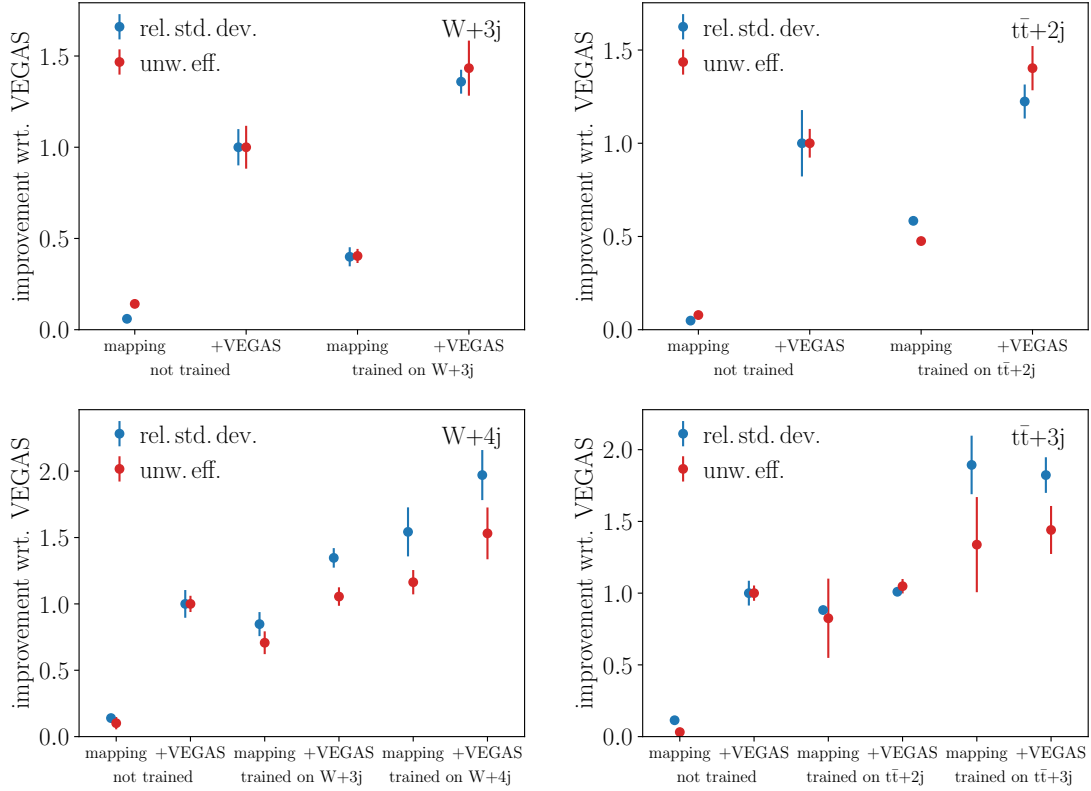 improvement wrt. VEGAS
rel. std. dev.
unw. eff.
W+3j
1.5
1.0
0.5
0.0
mapping +VEGAS mapping +VEGAS
not trained trained on W+3j
improvement wrt. VEGAS
rel. std. dev.
unw. eff.
tt̄+2j
1.5
1.0
0.5
0.0
mapping +VEGAS mapping +VEGAS
not trained trained on tt̄+2j
improvement wrt. VEGAS
rel. std. dev.
unw. eff.
W+4j
2.0
1.5
1.0
0.5
0.0
mapping +VEGAS mapping +VEGAS mapping +VEGAS
not trained trained on W+3j trained on W+4j
improvement wrt. VEGAS
rel. std. dev.
unw. eff.
tt̄+3j
2.0
1.5
1.0
0.5
0.0
mapping +VEGAS mapping +VEGAS mapping +VEGAS
not trained trained on tt̄+2j trained on tt̄+3j